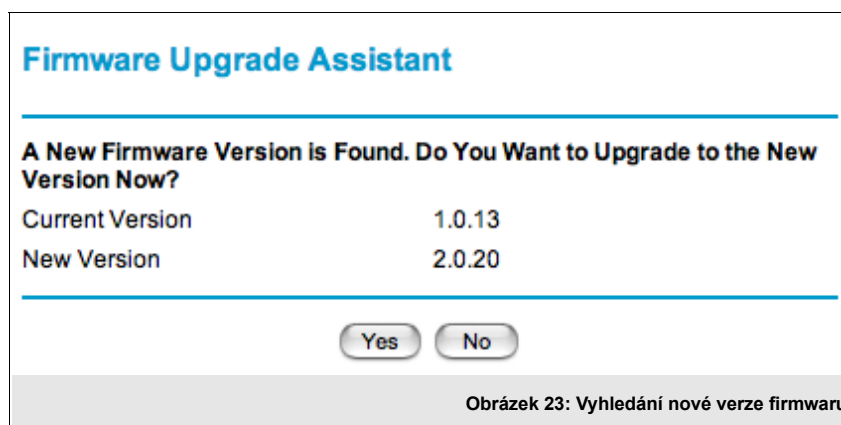 Firmware Upgrade Assistant
A New Firmware Version is Found. Do You Want to Upgrade to the New
Version Now?
Current Version 1.0.13
New Version 2.0.20
Yes No
Obrázek 23: Vyhledání nové verze firmwaru